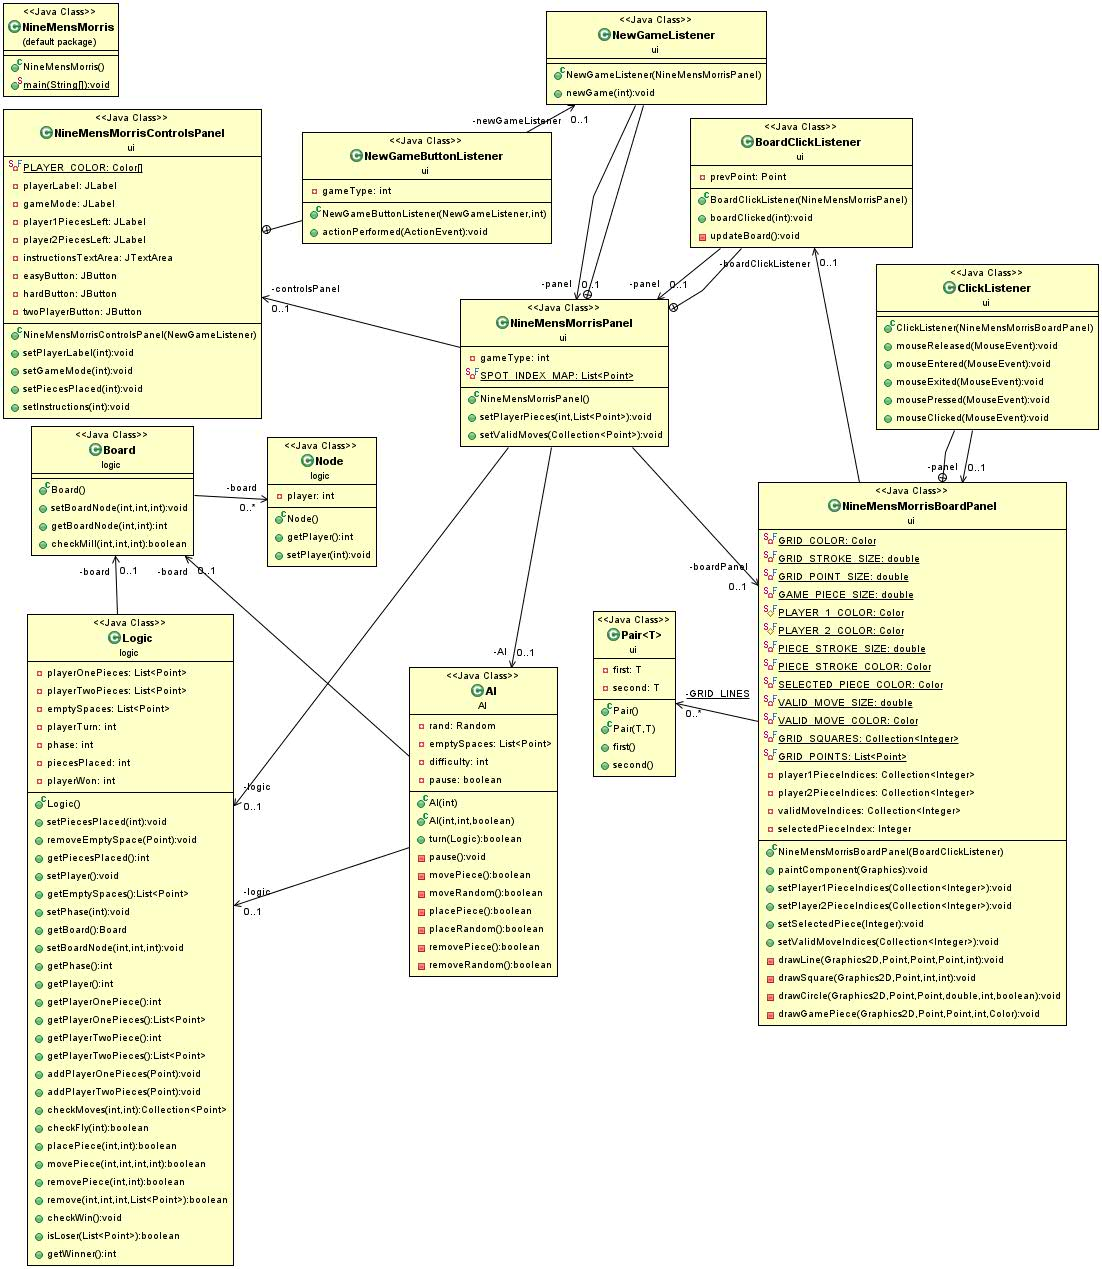 <<Java Class>>
NineMensMorris
(default package)
NineMensMorris()
main(String[]):void
<<Java Class>>
NewGameListener
ui
NewGameListener(NineMensMorrisPanel)
newGame(int):void
<<Java Class>>
NineMensMorrisControlsPanel
ui
PLAYER_COLOR: Color[]
playerLabel: JLabel
gameMode: JLabel
player1PiecesLeft: JLabel
player2PiecesLeft: JLabel
instructionsTextArea: JTextArea
easyButton: JButton
hardButton: JButton
twoPlayerButton: JButton
NineMensMorrisControlsPanel(NewGameListener)
setPlayerLabel(int):void
setGameMode(int):void
setPiecesPlaced(int):void
setInstructions(int):void
-newGameListener
0..1
<<Java Class>>
NewGameButtonListener
ui
gameType: int
NewGameButtonListener(NewGameListener,int)
actionPerformed(ActionEvent):void
<<Java Class>>
BoardClickListener
ui
prevPoint: Point
BoardClickListener(NineMensMorrisPanel)
boardClicked(int):void
updateBoard():void
-boardClickListener
0..1
-panel
0..1
-panel
0..1
-controlsPanel
0..1
<<Java Class>>
ClickListener
ui
ClickListener(NineMensMorrisBoardPanel)
mouseReleased(MouseEvent):void
mouseEntered(MouseEvent):void
mouseExited(MouseEvent):void
mousePressed(MouseEvent):void
mouseClicked(MouseEvent):void
-panel
0..1
<<Java Class>>
NineMensMorrisPanel
ui
gameType: int
SPOT_INDEX_MAP: List<Point>
NineMensMorrisPanel()
setPlayerPieces(int,List<Point>):void
setValidMoves(Collection<Point>):void
<<Java Class>>
Board
logic
Board()
setBoardNode(int,int,int):void
getBoardNode(int,int):int
checkMill(int,int,int):boolean
-board
0..*
<<Java Class>>
Node
logic
player: int
Node()
getPlayer():int
setPlayer(int):void
-board
0..1
-board
0..1
-boardPanel
0..1
<<Java Class>>
NineMensMorrisBoardPanel
ui
GRID_COLOR: Color
GRID_STROKE_SIZE: double
GRID_POINT_SIZE: double
GAME_PIECE_SIZE: double
PLAYER_1_COLOR: Color
PLAYER_2_COLOR: Color
PIECE_STROKE_SIZE: double
PIECE_STROKE_COLOR: Color
SELECTED_PIECE_COLOR: Color
VALID_MOVE_SIZE: double
VALID_MOVE_COLOR: Color
GRID_SQUARES: Collection<Integer>
GRID_POINTS: List<Point>
player1PieceIndices: Collection<Integer>
player2PieceIndices: Collection<Integer>
validMoveIndices: Collection<Integer>
selectedPieceIndex: Integer
NineMensMorrisBoardPanel(BoardClickListener)
paintComponent(Graphics):void
setPlayer1PieceIndices(Collection<Integer>):void
setPlayer2PieceIndices(Collection<Integer>):void
setSelectedPiece(Integer):void
setValidMoveIndices(Collection<Integer>):void
drawLine(Graphics2D,Point,Point,Point,int):void
drawSquare(Graphics2D,Point,int,int):void
drawCircle(Graphics2D,Point,Point,double,int,boolean):void
drawGamePiece(Graphics2D,Point,Point,int,Color):void
<<Java Class>>
Pair<T>
ui
first: T
second: T
Pair()
Pair(T,T)
first()
second()
-GRID_LINES
0..*
-AI
0..1
<<Java Class>>
AI
AI
rand: Random
emptySpaces: List<Point>
difficulty: int
pause: boolean
AI(int)
AI(int,int,boolean)
turn(Logic):boolean
pause():void
movePiece():boolean
moveRandom():boolean
placePiece():boolean
placeRandom():boolean
removePiece():boolean
removeRandom():boolean
-logic
0..1
-logic
0..1
<<Java Class>>
Logic
logic
playerOnePieces: List<Point>
playerTwoPieces: List<Point>
emptySpaces: List<Point>
playerTurn: int
phase: int
piecesPlaced: int
playerWon: int
Logic()
setPiecesPlaced(int):void
removeEmptySpace(Point):void
getPiecesPlaced():int
setPlayer():void
getEmptySpaces():List<Point>
setPhase(int):void
getBoard():Board
setBoardNode(int,int,int):void
getPhase():int
getPlayer():int
getPlayerOnePiece():int
getPlayerOnePieces():List<Point>
getPlayerTwoPiece():int
getPlayerTwoPieces():List<Point>
addPlayerOnePieces(Point):void
addPlayerTwoPieces(Point):void
checkMoves(int,int):Collection<Point>
checkFly(int):boolean
placePiece(int,int):boolean
movePiece(int,int,int,int):boolean
removePiece(int,int):boolean
remove(int,int,int,List<Point>):boolean
checkWin():void
isLoser(List<Point>):boolean
getWinner():int